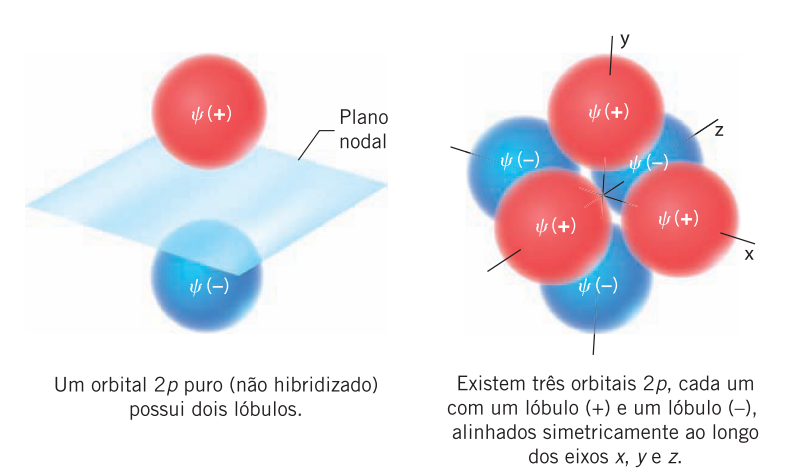 ψ (+)
Plano
nodal
ψ (–)
Um orbital 2p puro (não hibridizado)
possui dois lóbulos.
y
ψ (+)
z
ψ (–)
ψ (–)
ψ (+)
ψ (+)
x
ψ (–)
Existem três orbitais 2p, cada um
com um lóbulo (+) e um lóbulo (–),
alinhados simetricamente ao longo
dos eixos x, y e z.